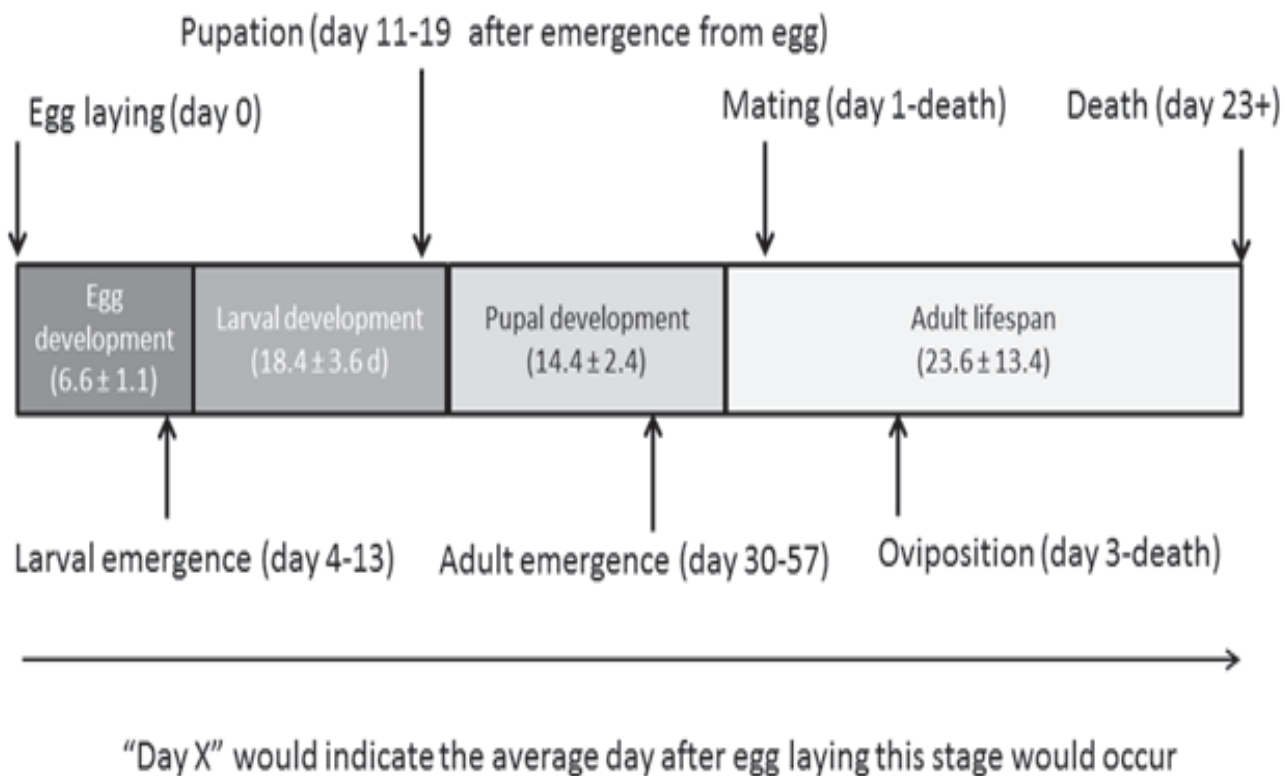 Pupation (day 11-19 after emergence from egg)
Egg laying (day 0)
Mating (day 1-death)
Death (day 23+)
Egg
development
(6.6 ± 1.1)
Larval development
(18.4 ± 3.6 d)
Pupal development
(14.4 ± 2.4)
Adult lifespan
(23.6 ± 13.4)
Larval emergence (day 4-13)
Adult emergence (day 30-57)
Oviposition (day 3-death)
“Day X” would indicate the average day after egg laying this stage would occur